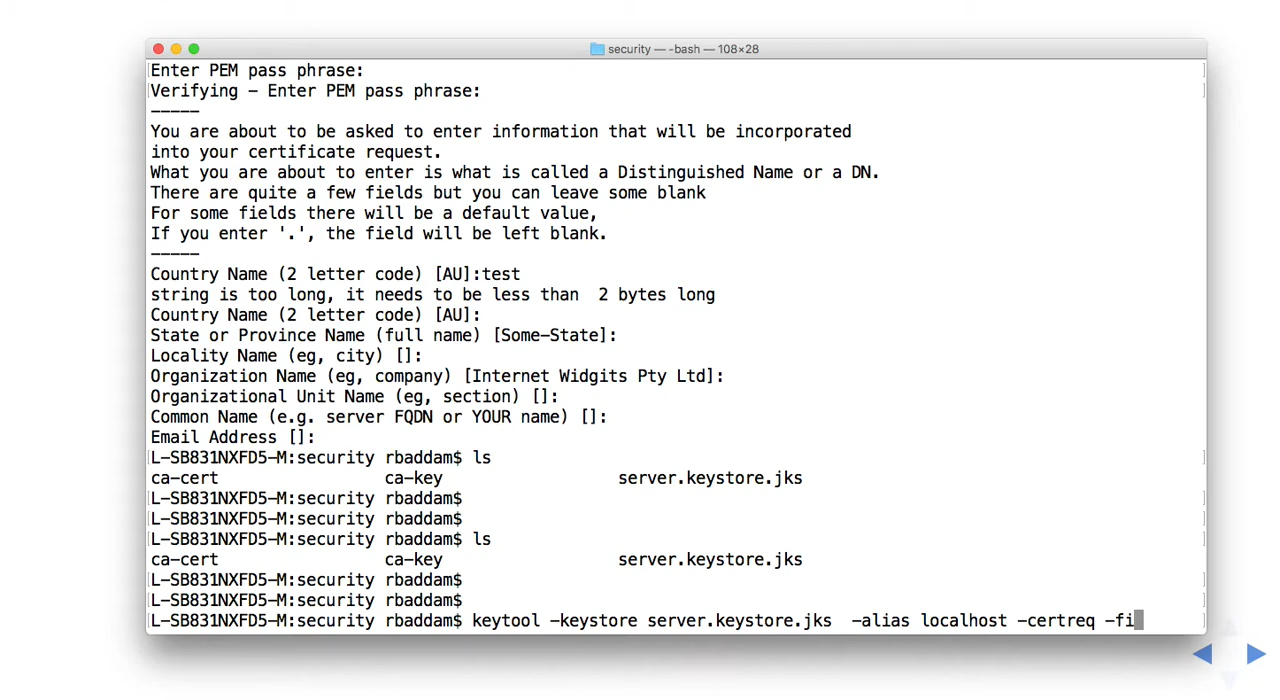 security — -bash — 108×28
Enter PEM pass phrase:
Verifying - Enter PEM pass phrase:
-----
You are about to be asked to enter information that will be incorporated
into your certificate request.
What you are about to enter is what is called a Distinguished Name or a DN.
There are quite a few fields but you can leave some blank
For some fields there will be a default value,
If you enter '.', the field will be left blank.
-----
Country Name (2 letter code) [AU]:test
string is too long, it needs to be less than  2 bytes long
Country Name (2 letter code) [AU]:
State or Province Name (full name) [Some-State]:
Locality Name (eg, city) []:
Organization Name (eg, company) [Internet Widgits Pty Ltd]:
Organizational Unit Name (eg, section) []:
Common Name (e.g. server FQDN or YOUR name) []:
Email Address []:
L-SB831NXFD5-M:security rbaddam$ ls
ca-cert                 ca-key                  server.keystore.jks
L-SB831NXFD5-M:security rbaddam$
L-SB831NXFD5-M:security rbaddam$
L-SB831NXFD5-M:security rbaddam$ ls
ca-cert                 ca-key                  server.keystore.jks
L-SB831NXFD5-M:security rbaddam$
L-SB831NXFD5-M:security rbaddam$
L-SB831NXFD5-M:security rbaddam$ keytool -keystore server.keystore.jks  -alias localhost -certreq -fi